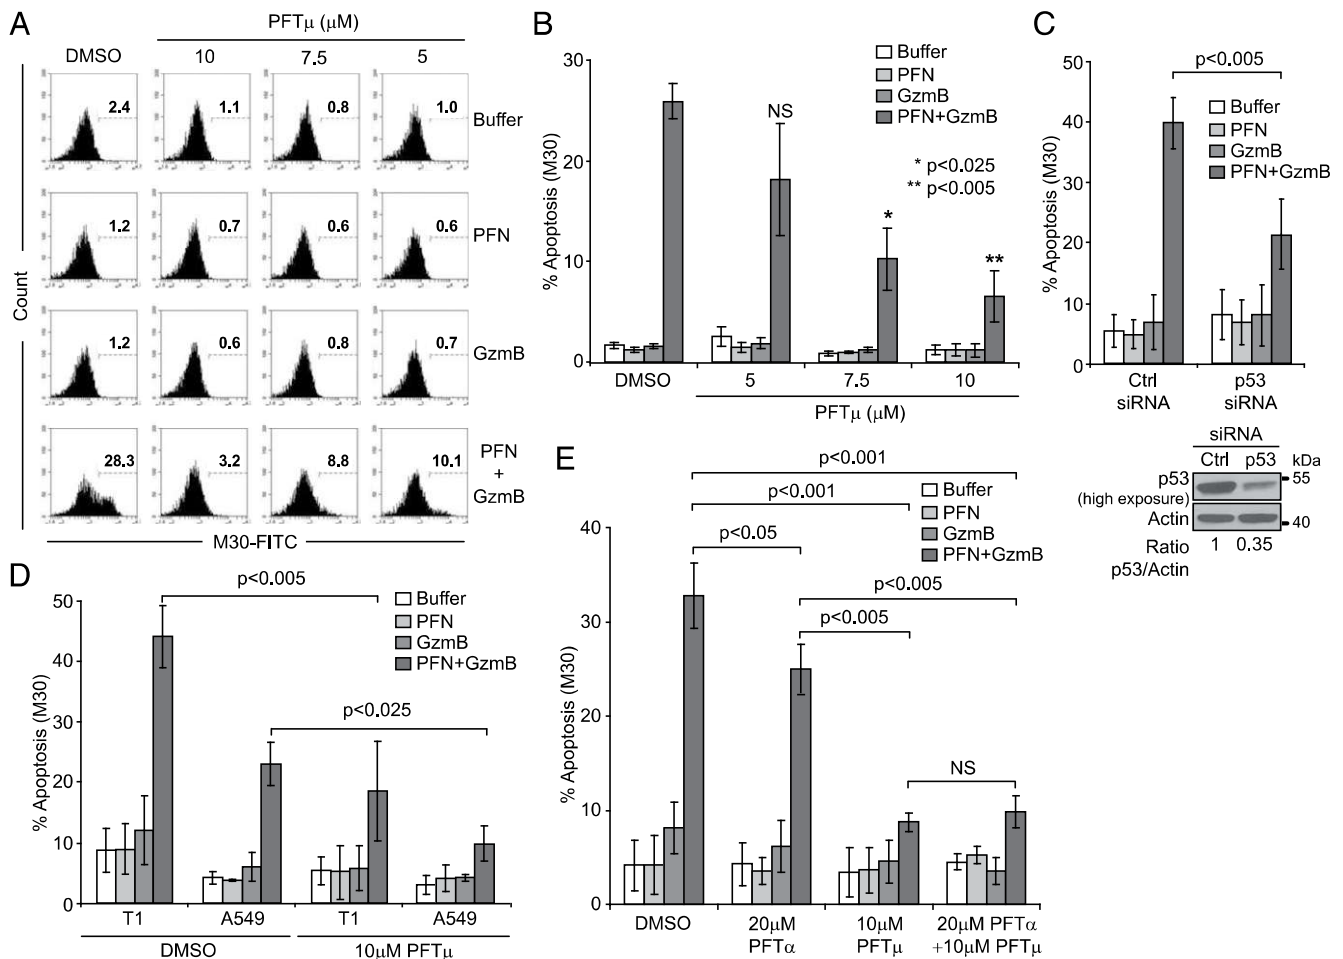 A
PFTμ (μM)
DMSO 10 7.5 5
2.4 1.1 0.8 1.0 Buffer
1.2 0.7 0.6 0.6 PFN
1.2 0.6 0.8 0.7 GzmB
28.3 3.2 8.8 10.1 PFN + GzmB
Count
M30-FITC
B
% Apoptosis (M30)
30
20
10
0
Buffer
PFN
GzmB
PFN+GzmB
NS
*
**
* p<0.025
** p<0.005
DMSO 5 7.5 10
PFTμ (μM)
C
% Apoptosis (M30)
50
40
30
20
10
0
p<0.005
Buffer
PFN
GzmB
PFN+GzmB
Ctrl siRNA
p53 siRNA
siRNA
Ctrl p53 kDa
p53 55
(high exposure)
Actin 40
Ratio 1 0.35
p53/Actin
D
% Apoptosis (M30)
50
40
30
20
10
0
p<0.005
p<0.025
Buffer
PFN
GzmB
PFN+GzmB
T1 A549 T1 A549
DMSO 10μM PFTμ
E
% Apoptosis (M30)
40
30
20
10
0
p<0.001
p<0.001
p<0.05
p<0.005
p<0.005
NS
Buffer
PFN
GzmB
PFN+GzmB
DMSO 20μM 10μM 20μM PFTα
PFTα PFTμ +10μM PFTμ